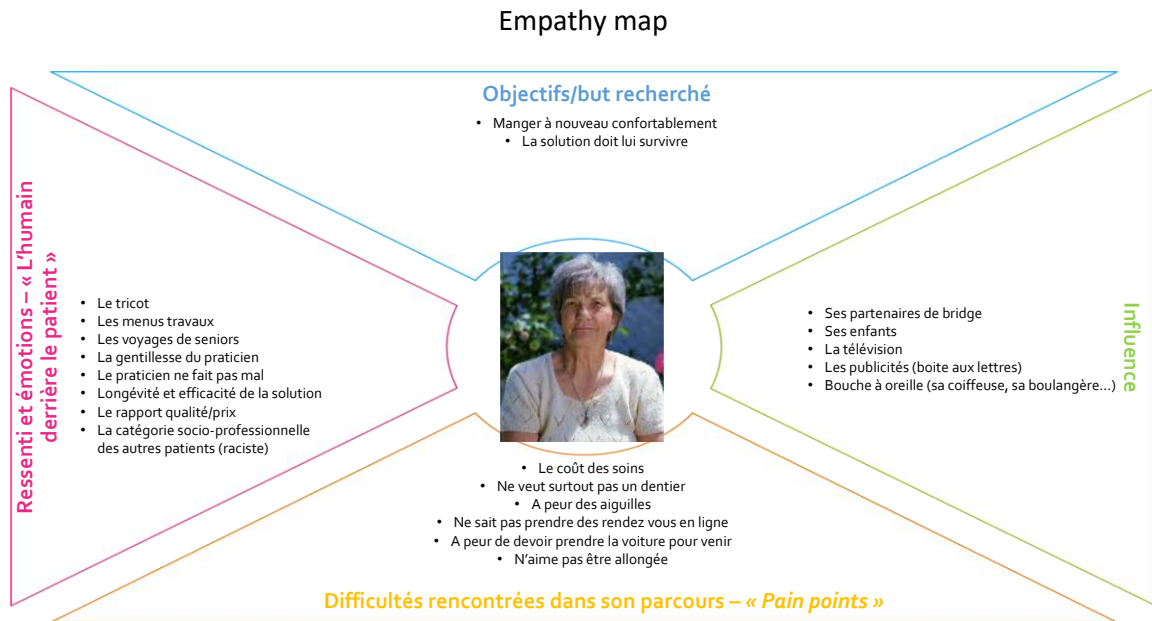 Empathy map
Objectifs/but recherché
• Manger à nouveau confortablement
• La solution doit lui survivre
Ressenti et émotions – « L'humain
derrière le patient »
• Le tricot
• Les menus travaux
• Les voyages de seniors
• La gentillesse du praticien
• Le praticien ne fait pas mal
• Longévité et efficacité de la solution
• Le rapport qualité/prix
• La catégorie socio-professionnelle
des autres patients (raciste)
• Ses partenaires de bridge
• Ses enfants
• La télévision
• Les publicités (boite aux lettres)
• Bouche à oreille (sa coiffeuse, sa boulangère…)
Influence
• Le coût des soins
• Ne veut surtout pas un dentier
• A peur des aiguilles
• Ne sait pas prendre des rendez vous en ligne
• A peur de devoir prendre la voiture pour venir
• N'aime pas être allongée
Difficultés rencontrées dans son parcours – « Pain points »